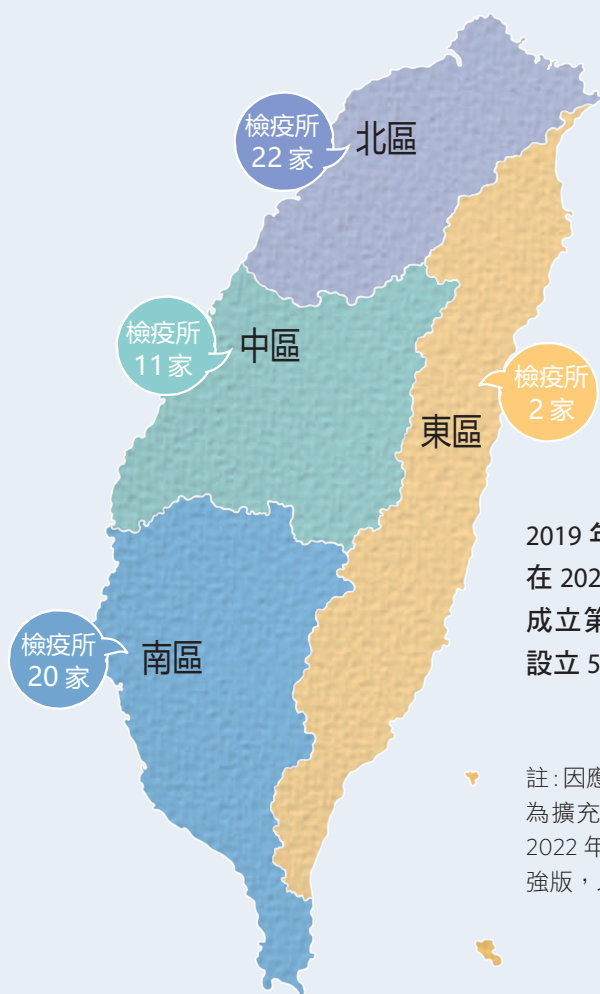 檢疫所
22 家
北區
檢疫所
11 家
中區
檢疫所
2 家
東區
2019 年
在 202
成立第
設立 5
檢疫所
20 家
南區
註 : 因應
為擴充
2022 年
強版，